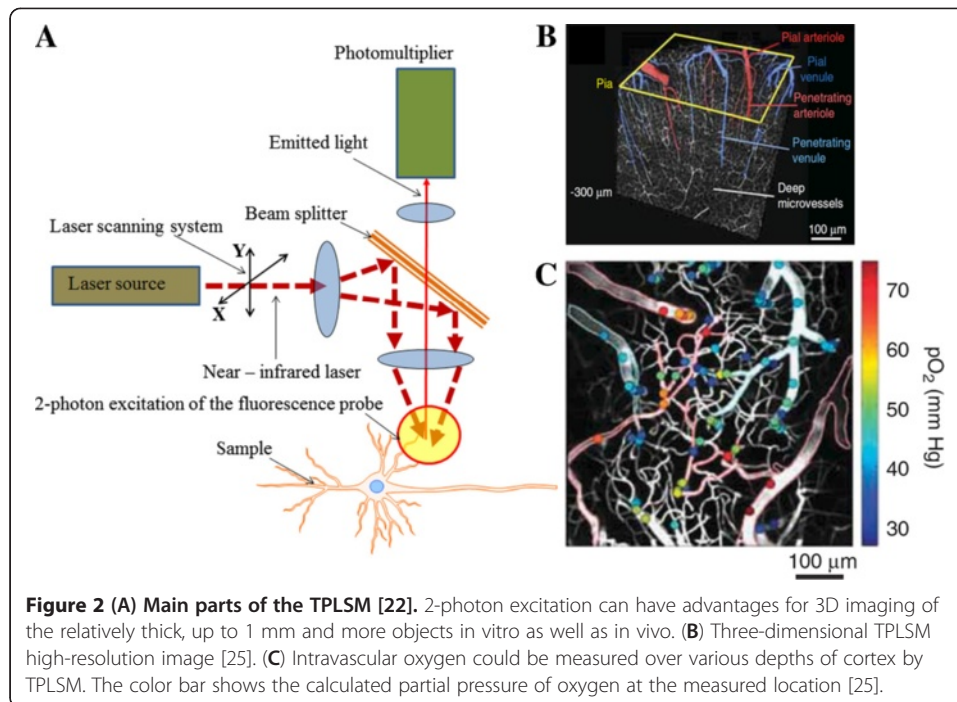 A
Photomultiplier
Emitted light
Beam splitter
Laser scanning system
Y
Laser source
X
Near – infrared laser
2-photon excitation of the fluorescence probe
Sample
B
Pial arteriole
Pial
venule
Pia
Penetrating
arteriole
Penetrating
venule
Deep
microvessels
-300 µm
100 µm
C
70
60
50
40
30
pO2 (mm Hg)
100 µm
Figure 2 (A) Main parts of the TPLSM [22]. 2-photon excitation can have advantages for 3D imaging of
the relatively thick, up to 1 mm and more objects in vitro as well as in vivo. (B) Three-dimensional TPLSM
high-resolution image [25]. (C) Intravascular oxygen could be measured over various depths of cortex by
TPLSM. The color bar shows the calculated partial pressure of oxygen at the measured location [25].